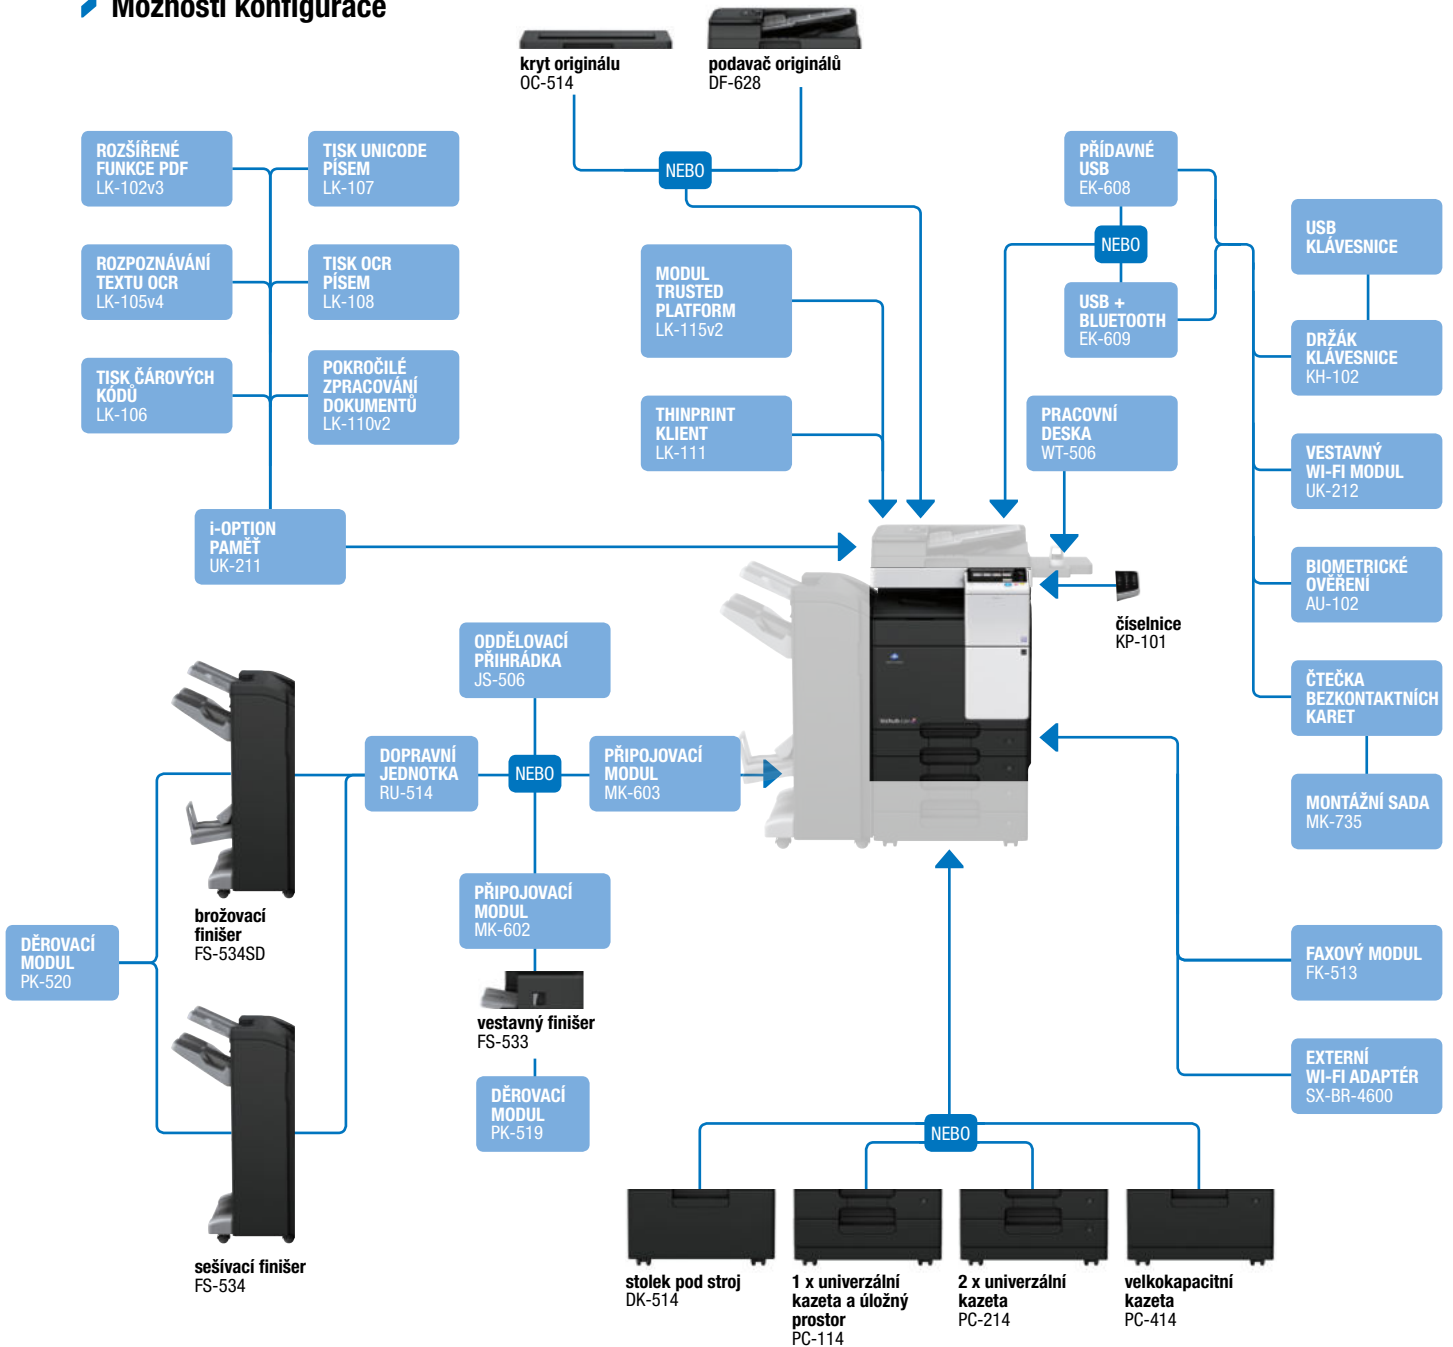 Možnosti konfigurace
kryt originálu
OC-514
podavač originálů
DF-628
NEBO
ROZŠÍŘENÉ
FUNKCE PDF
LK-102v3
TISK UNICODE
PÍSEM
LK-107
ROZPOZNÁVÁNÍ
TEXTU OCR
LK-105v4
TISK OCR
PÍSEM
LK-108
TISK ČÁROVÝCH
KÓDŮ
LK-106
POKROČILÉ
ZPRACOVÁNÍ
DOKUMENTŮ
LK-110v2
i-OPTION
PAMĚŤ
UK-211
MODUL
TRUSTED
PLATFORM
LK-115v2
THINPRINT
KLIENT
LK-111
PŘÍDAVNÉ
USB
EK-608
NEBO
USB +
BLUETOOTH
EK-609
PRACOVNÍ
DESKA
WT-506
USB
KLÁVESNICE
DRŽÁK
KLÁVESNICE
KH-102
VESTAVNÝ
WI-FI MODUL
UK-212
BIOMETRICKÉ
OVĚŘENÍ
AU-102
ČTEČKA
BEZKONTAKTNÍCH
KARET
MONTÁŽNÍ SADA
MK-735
číselnice
KP-101
ODDĚLOVACÍ
PŘIHRÁDKA
JS-506
DOPRAVNÍ
JEDNOTKA
RU-514
NEBO
PŘIPOJOVACÍ
MODUL
MK-603
PŘIPOJOVACÍ
MODUL
MK-602
vestavný finišer
FS-533
DĚROVACÍ
MODUL
PK-519
brožovací
finišer
FS-534SD
DĚROVACÍ
MODUL
PK-520
sešívací finišer
FS-534
FAXOVÝ MODUL
FK-513
EXTERNÍ
WI-FI ADAPTÉR
SX-BR-4600
NEBO
stolek pod stroj
DK-514
1 x univerzální
kazeta a úložný
prostor
PC-114
2 x univerzální
kazeta
PC-214
velkokapacitní
kazeta
PC-414